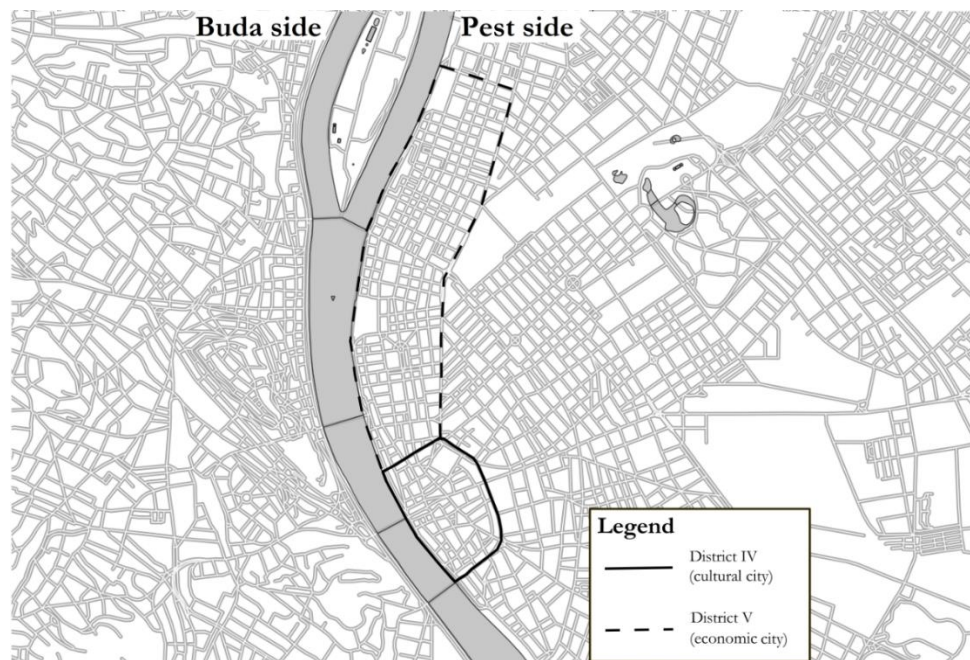 Buda side
Pest side
Legend
District IV
(cultural city)
District V
(economic city)